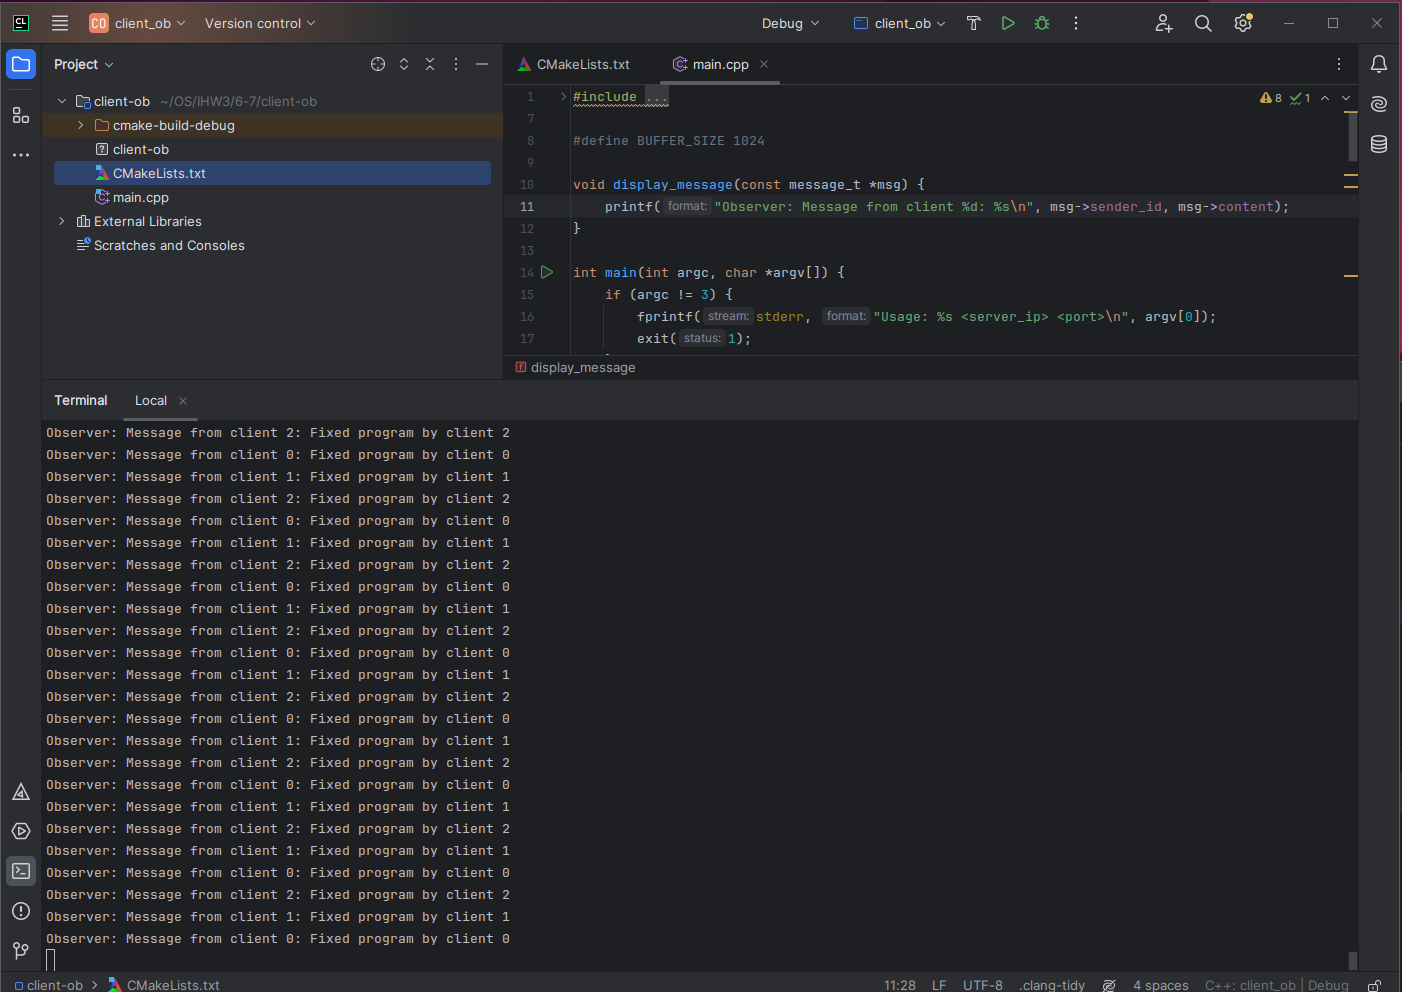 CL CO client_ob Version control Debug client_ob
Project
client-ob ~/OS/IHW3/6-7/client-ob
cmake-build-debug
client-ob
CMakeLists.txt
main.cpp
External Libraries
Scratches and Consoles
CMakeLists.txt main.cpp
8 1
1 #include ...
7
8 #define BUFFER_SIZE 1024
9
10 void display_message(const message_t *msg) {
11 printf( format: "Observer: Message from client %d: %s\n", msg->sender_id, msg->content);
12 }
13
14 int main(int argc, char *argv[]) {
15 if (argc != 3) {
16 fprintf( stream: stderr, format: "Usage: %s <server_ip> <port>\n", argv[0]);
17 exit( status: 1);
display_message
Terminal Local
Observer: Message from client 2: Fixed program by client 2
Observer: Message from client 0: Fixed program by client 0
Observer: Message from client 1: Fixed program by client 1
Observer: Message from client 2: Fixed program by client 2
Observer: Message from client 0: Fixed program by client 0
Observer: Message from client 1: Fixed program by client 1
Observer: Message from client 2: Fixed program by client 2
Observer: Message from client 0: Fixed program by client 0
Observer: Message from client 1: Fixed program by client 1
Observer: Message from client 2: Fixed program by client 2
Observer: Message from client 0: Fixed program by client 0
Observer: Message from client 1: Fixed program by client 1
Observer: Message from client 2: Fixed program by client 2
Observer: Message from client 0: Fixed program by client 0
Observer: Message from client 1: Fixed program by client 1
Observer: Message from client 2: Fixed program by client 2
Observer: Message from client 0: Fixed program by client 0
Observer: Message from client 1: Fixed program by client 1
Observer: Message from client 2: Fixed program by client 2
Observer: Message from client 1: Fixed program by client 1
Observer: Message from client 0: Fixed program by client 0
Observer: Message from client 2: Fixed program by client 2
Observer: Message from client 1: Fixed program by client 1
Observer: Message from client 0: Fixed program by client 0
client-ob > CMakeLists.txt 11:28 LF UTF-8 .clang-tidy 4 spaces C++: client_ob | Debug